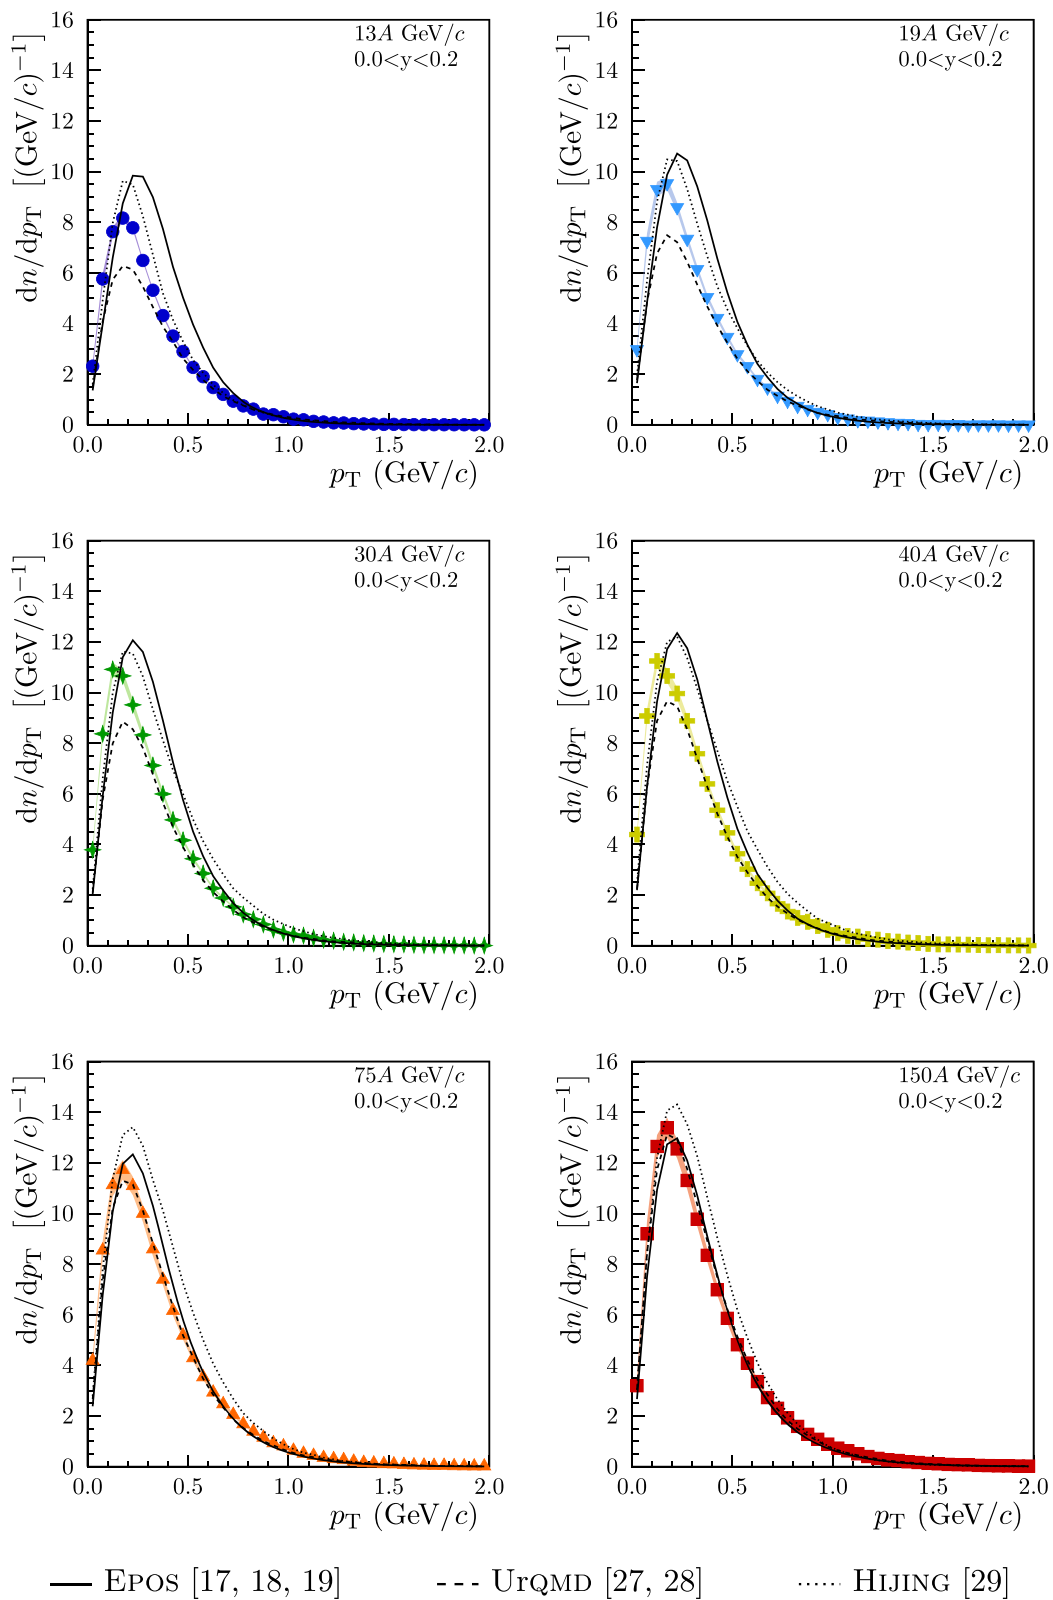 13A GeV/c
0.0<y<0.2
dn/dpT [(GeV/c)⁻¹]
16
14
12
10
8
6
4
2
0
0.0 0.5 1.0 1.5 2.0
pT (GeV/c)
19A GeV/c
0.0<y<0.2
dn/dpT [(GeV/c)⁻¹]
16
14
12
10
8
6
4
2
0
0.0 0.5 1.0 1.5 2.0
pT (GeV/c)
30A GeV/c
0.0<y<0.2
dn/dpT [(GeV/c)⁻¹]
16
14
12
10
8
6
4
2
0
0.0 0.5 1.0 1.5 2.0
pT (GeV/c)
40A GeV/c
0.0<y<0.2
dn/dpT [(GeV/c)⁻¹]
16
14
12
10
8
6
4
2
0
0.0 0.5 1.0 1.5 2.0
pT (GeV/c)
75A GeV/c
0.0<y<0.2
dn/dpT [(GeV/c)⁻¹]
16
14
12
10
8
6
4
2
0
0.0 0.5 1.0 1.5 2.0
pT (GeV/c)
150A GeV/c
0.0<y<0.2
dn/dpT [(GeV/c)⁻¹]
16
14
12
10
8
6
4
2
0
0.0 0.5 1.0 1.5 2.0
pT (GeV/c)
EPOS [17, 18, 19] URQMD [27, 28] HIJING [29]